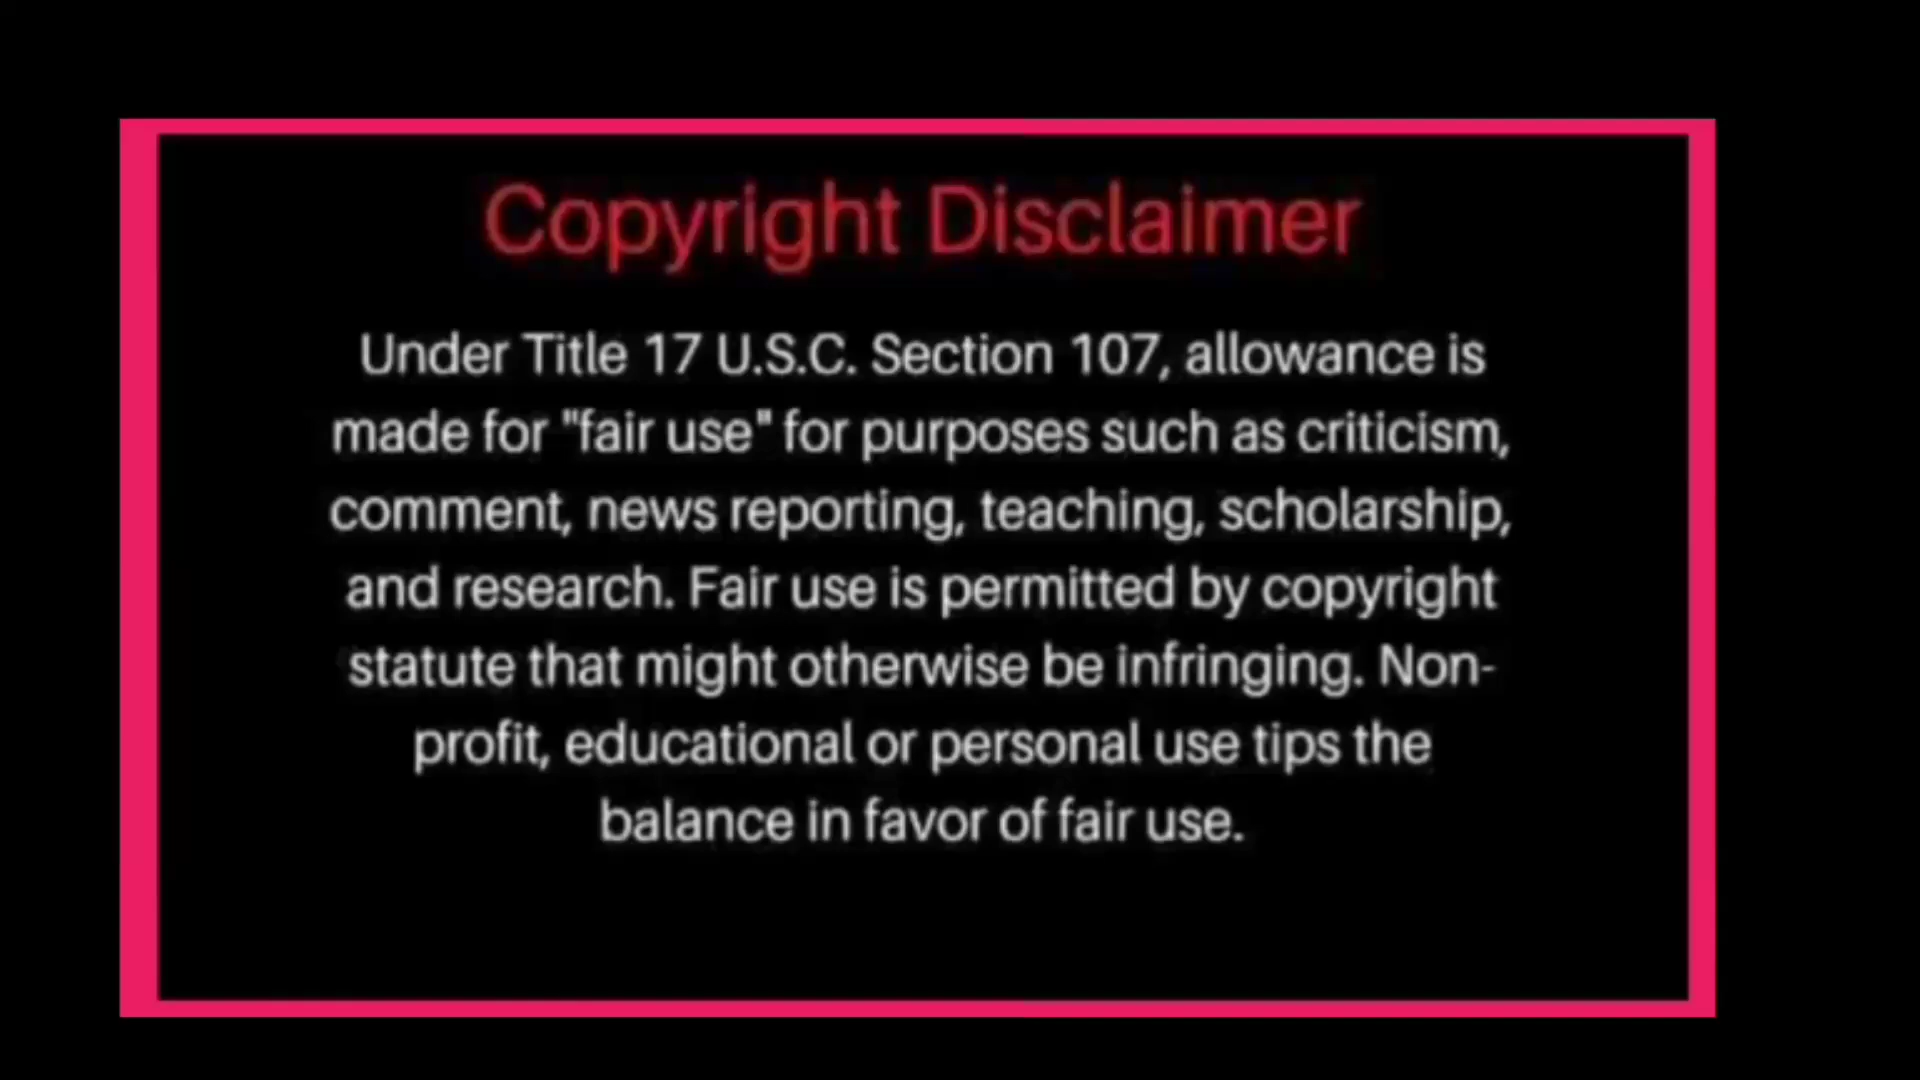 Copyright Disclaimer
Under Title 17 U.S.C. Section 107, allowance is
made for "fair use" for purposes such as criticism,
comment, news reporting, teaching, scholarship,
and research. Fair use is permitted by copyright
statute that might otherwise be infringing. Non-
profit, educational or personal use tips the
balance in favor of fair use.